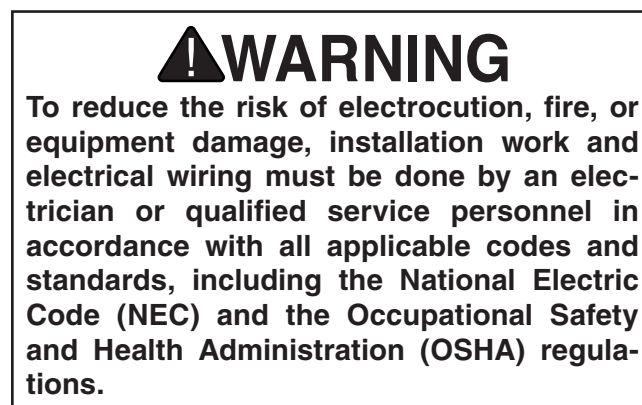 WARNING
To reduce the risk of electrocution, fire, or
equipment damage, installation work and
electrical wiring must be done by an elec-
trician or qualified service personnel in
accordance with all applicable codes and
standards, including the National Electric
Code (NEC) and the Occupational Safety
and Health Administration (OSHA) regula-
tions.